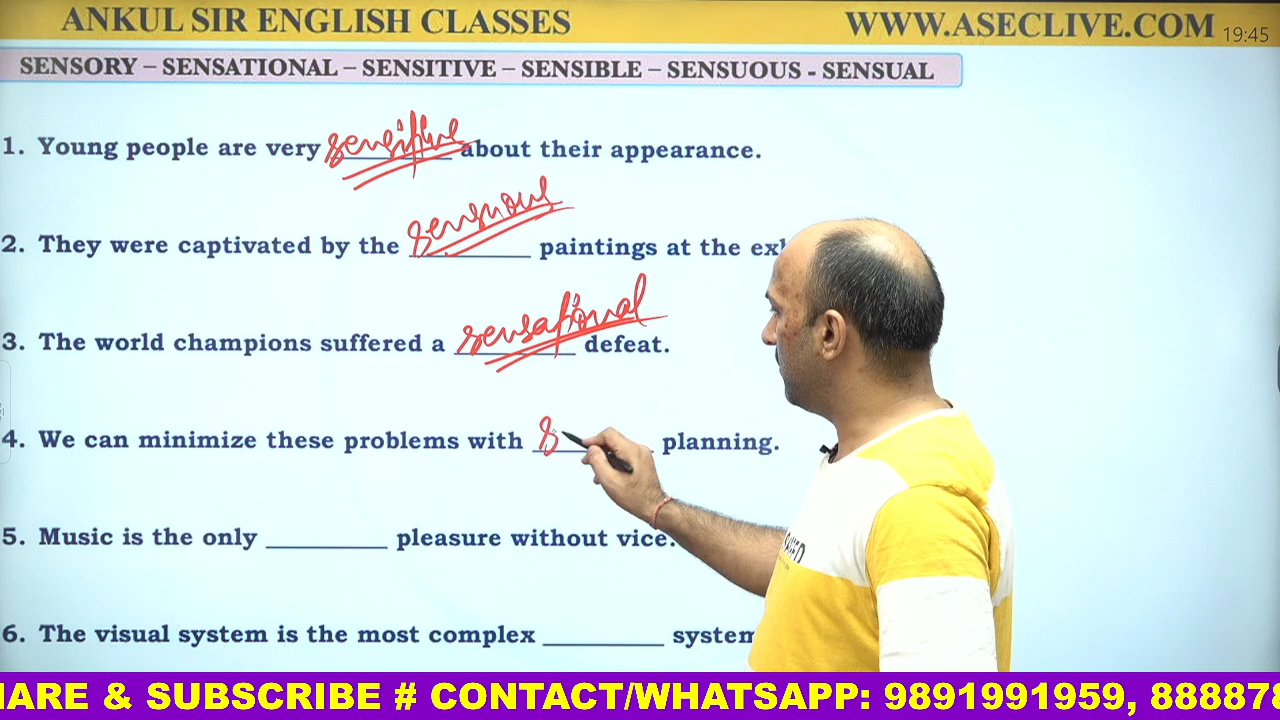 ANKUL SIR ENGLISH CLASSES WWW.ASECLIVE.COM 19:45
SENSORY – SENSATIONAL – SENSITIVE – SENSIBLE – SENSUOUS - SENSUAL
1. Young people are very sensitive about their appearance.
2. They were captivated by the sensuous paintings at the
3. The world champions suffered a sensational defeat.
4. We can minimize these problems with s planning.
5. Music is the only ________ pleasure without vice.
6. The visual system is the most complex ________ system
HARE & SUBSCRIBE # CONTACT/WHATSAPP: 9891991959, 88887